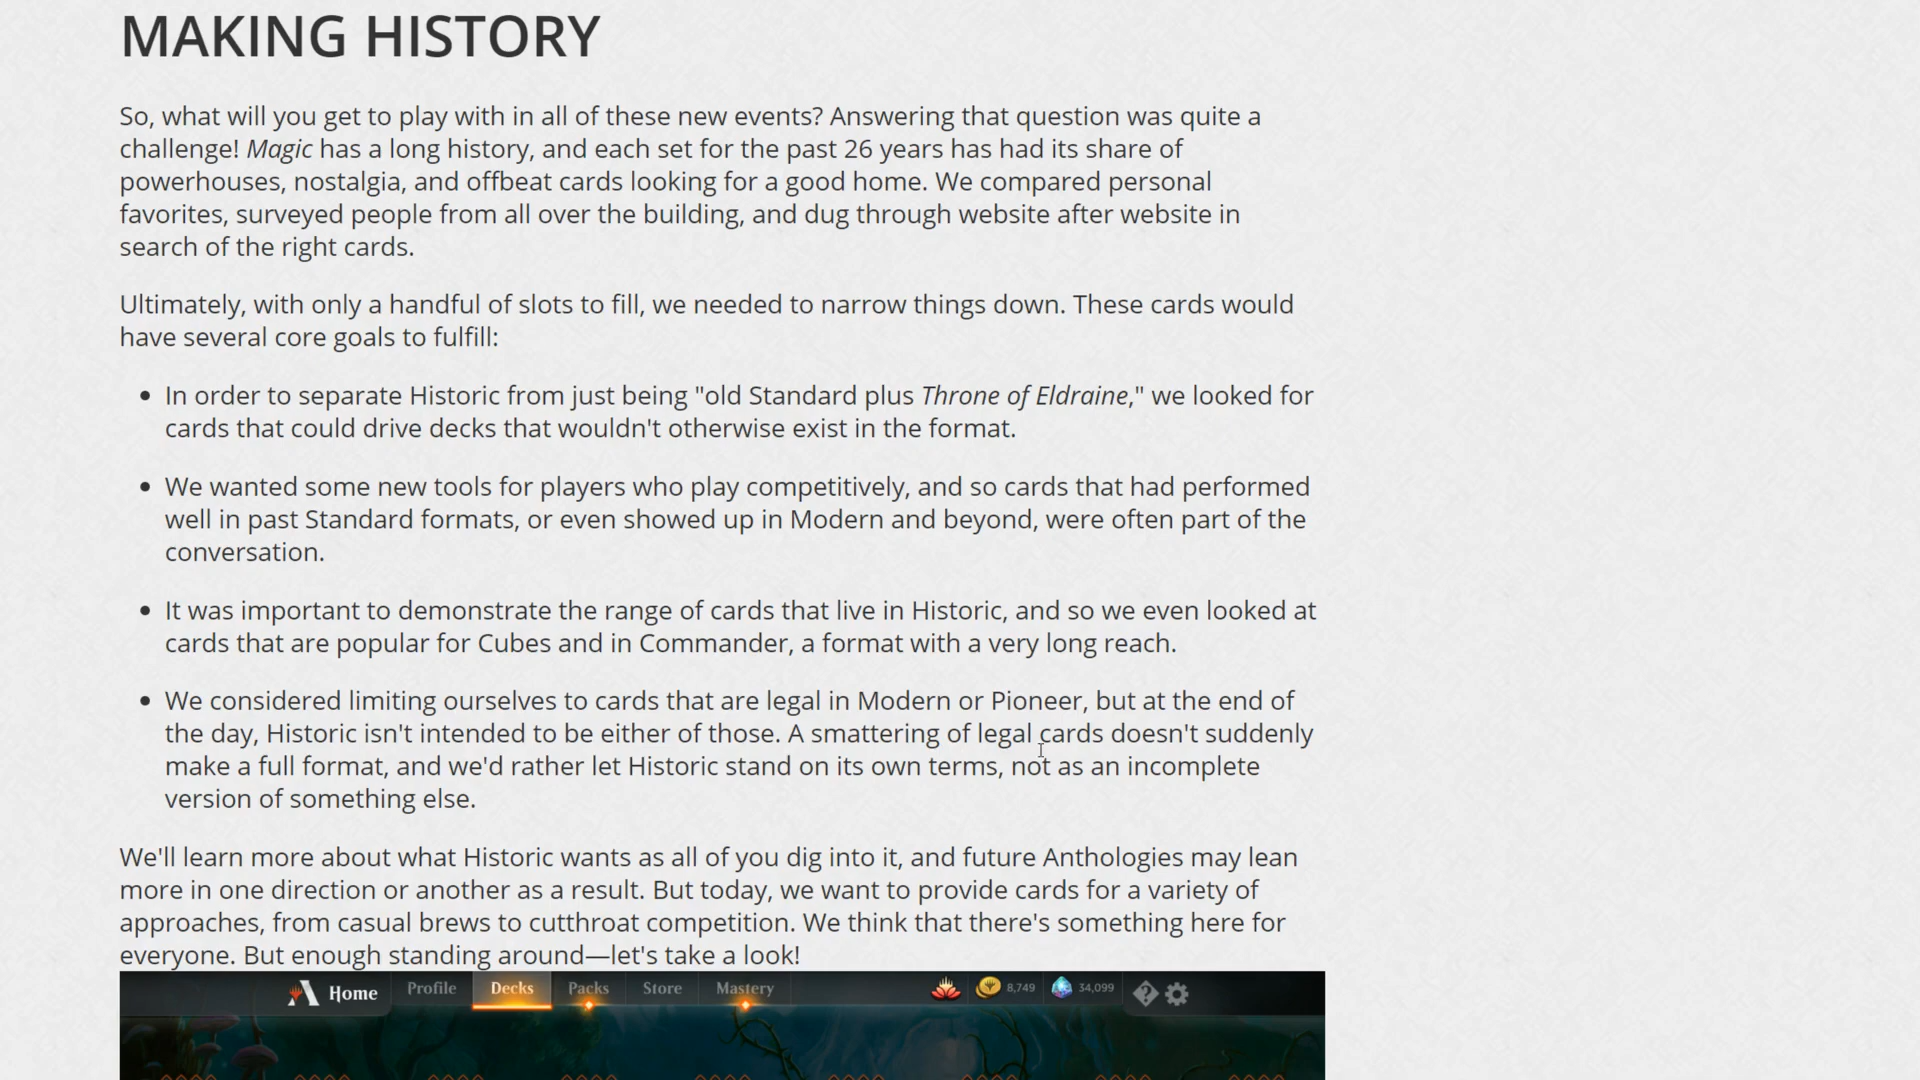 MAKING HISTORY
So, what will you get to play with in all of these new events? Answering that question was quite a
challenge! Magic has a long history, and each set for the past 26 years has had its share of
powerhouses, nostalgia, and offbeat cards looking for a good home. We compared personal
favorites, surveyed people from all over the building, and dug through website after website in
search of the right cards.
Ultimately, with only a handful of slots to fill, we needed to narrow things down. These cards would
have several core goals to fulfill:
• In order to separate Historic from just being "old Standard plus Throne of Eldraine," we looked for
cards that could drive decks that wouldn't otherwise exist in the format.
• We wanted some new tools for players who play competitively, and so cards that had performed
well in past Standard formats, or even showed up in Modern and beyond, were often part of the
conversation.
• It was important to demonstrate the range of cards that live in Historic, and so we even looked at
cards that are popular for Cubes and in Commander, a format with a very long reach.
• We considered limiting ourselves to cards that are legal in Modern or Pioneer, but at the end of
the day, Historic isn't intended to be either of those. A smattering of legal cards doesn't suddenly
make a full format, and we'd rather let Historic stand on its own terms, not as an incomplete
version of something else.
We'll learn more about what Historic wants as all of you dig into it, and future Anthologies may lean
more in one direction or another as a result. But today, we want to provide cards for a variety of
approaches, from casual brews to cutthroat competition. We think that there's something here for
everyone. But enough standing around—let's take a look!
Home Profile Decks Packs Store Mastery 8,749 34,099 ?